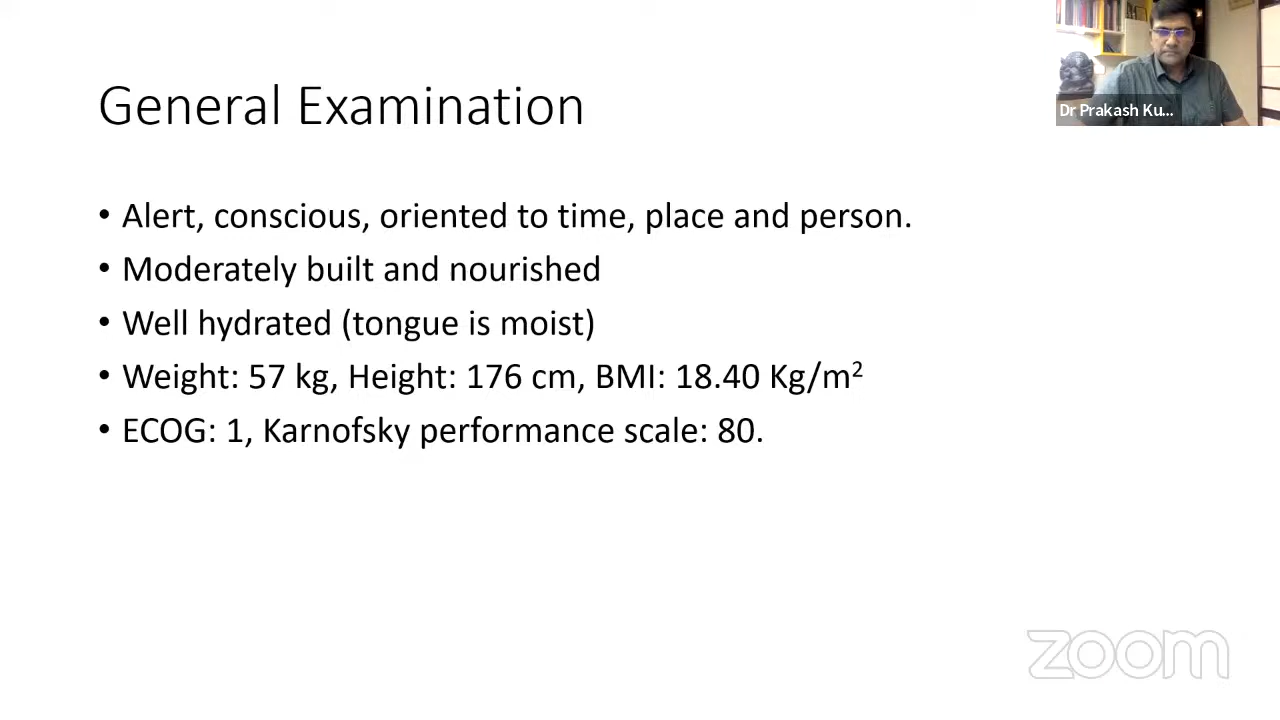 General Examination
Dr Prakash Ku...
• Alert, conscious, oriented to time, place and person.
• Moderately built and nourished
• Well hydrated (tongue is moist)
• Weight: 57 kg, Height: 176 cm, BMI: 18.40 Kg/m²
• ECOG: 1, Karnofsky performance scale: 80.
zoom